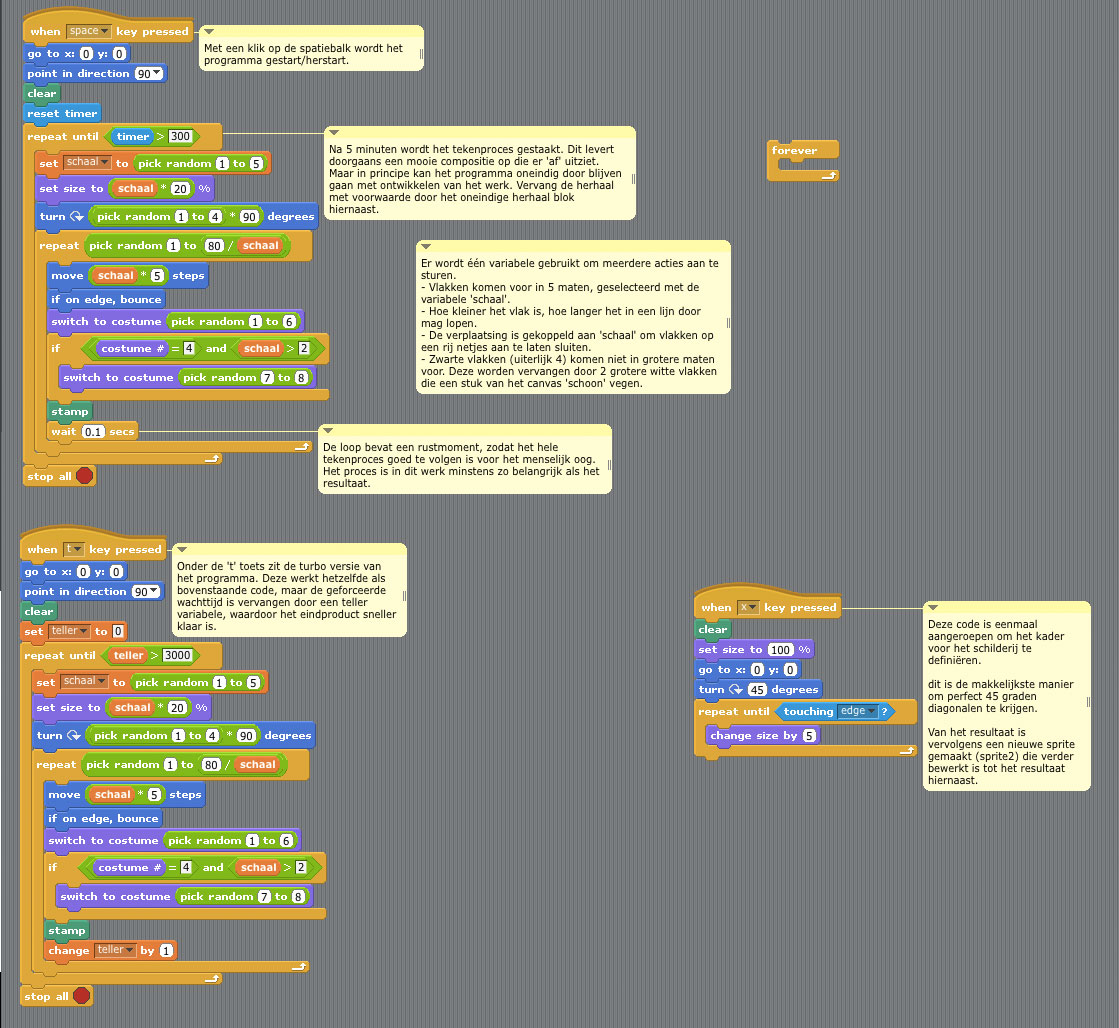 when space key pressed
go to x: 0 y: 0
point in direction 90
clear
reset timer
repeat until timer > 300
set schaal to pick random 1 to 5
set size to schaal * 20 %
turn pick random 1 to 4 * 90 degrees
repeat pick random 1 to 80 / schaal
move schaal * 5 steps
if on edge, bounce
switch to costume pick random 1 to 6
if costume # = 4 and schaal > 2
switch to costume pick random 7 to 8
stamp
wait 0.1 secs
stop all
Met een klik op de spatiebalk wordt het
programma gestart/herstart.
Na 5 minuten wordt het tekenproces gestaakt. Dit levert
doorgaans een mooie compositie op die er 'af' uitziet.
Maar in principe kan het programma oneindig door blijven
gaan met ontwikkelen van het werk. Vervang de herhaal
met voorwaarde door het oneindige herhaal blok
hiernaast.
forever
Er wordt één variabele gebruikt om meerdere acties aan te
sturen.
- Vlakken komen voor in 5 maten, geselecteerd met de
variabele 'schaal'.
- Hoe kleiner het vlak is, hoe langer het in een lijn door
mag lopen.
- De verplaatsing is gekoppeld aan 'schaal' om vlakken op
een rij netjes aan te laten sluiten.
- Zwarte vlakken (uiterlijk 4) komen niet in grotere maten
voor. Deze worden vervangen door 2 grotere witte vlakken
die een stuk van het canvas 'schoon' vegen.
De loop bevat een rustmoment, zodat het hele
tekenproces goed te volgen is voor het menselijk oog.
Het proces is in dit werk minstens zo belangrijk als het
resultaat.
when t key pressed
go to x: 0 y: 0
point in direction 90
clear
set teller to 0
repeat until teller > 3000
set schaal to pick random 1 to 5
set size to schaal * 20 %
turn pick random 1 to 4 * 90 degrees
repeat pick random 1 to 80 / schaal
move schaal * 5 steps
if on edge, bounce
switch to costume pick random 1 to 6
if costume # = 4 and schaal > 2
switch to costume pick random 7 to 8
stamp
change teller by 1
stop all
Onder de 't' toets zit de turbo versie van
het programma. Deze werkt hetzelfde als
bovenstaande code, maar de geforceerde
wachttijd is vervangen door een teller
variabele, waardoor het eindproduct sneller
klaar is.
when x key pressed
clear
set size to 100 %
go to x: 0 y: 0
turn 45 degrees
repeat until touching edge ?
change size by 5
Deze code is eenmaal
aangeroepen om het kader
voor het schilderij te
definiëren.
dit is de makkelijkste manier
om perfect 45 graden
diagonalen te krijgen.
Van het resultaat is
vervolgens een nieuwe sprite
gemaakt (sprite2) die verder
bewerkt is tot het resultaat
hiernaast.